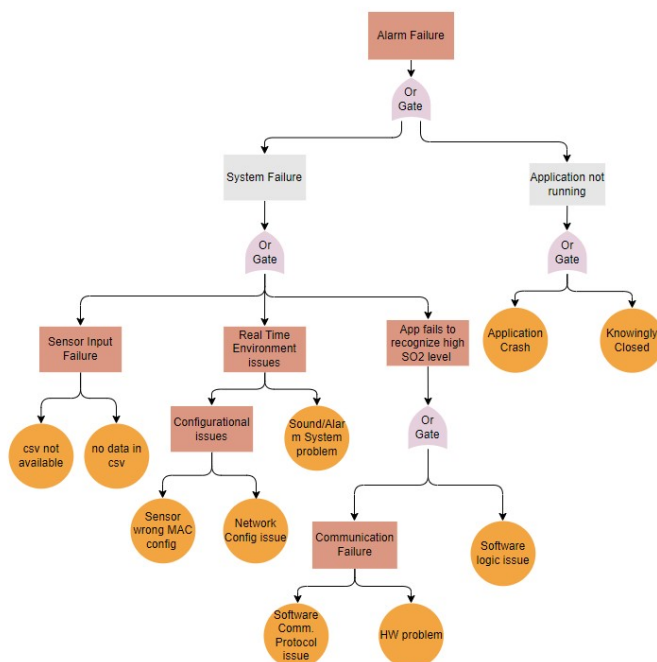 Alarm Failure
Or
Gate
System Failure
Application not
running
Or
Gate
Or
Gate
Sensor Input
Failure
Real Time
Environment
issues
App fails to
recognize high
SO2 level
Application
Crash
Knowingly
Closed
csv not
available
no data in
csv
Configurational
issues
Sound/Alar
m System
problem
Or
Gate
Sensor
wrong MAC
config
Network
Config issue
Communication
Failure
Software
logic issue
Software
Comm.
Protocol
issue
HW problem